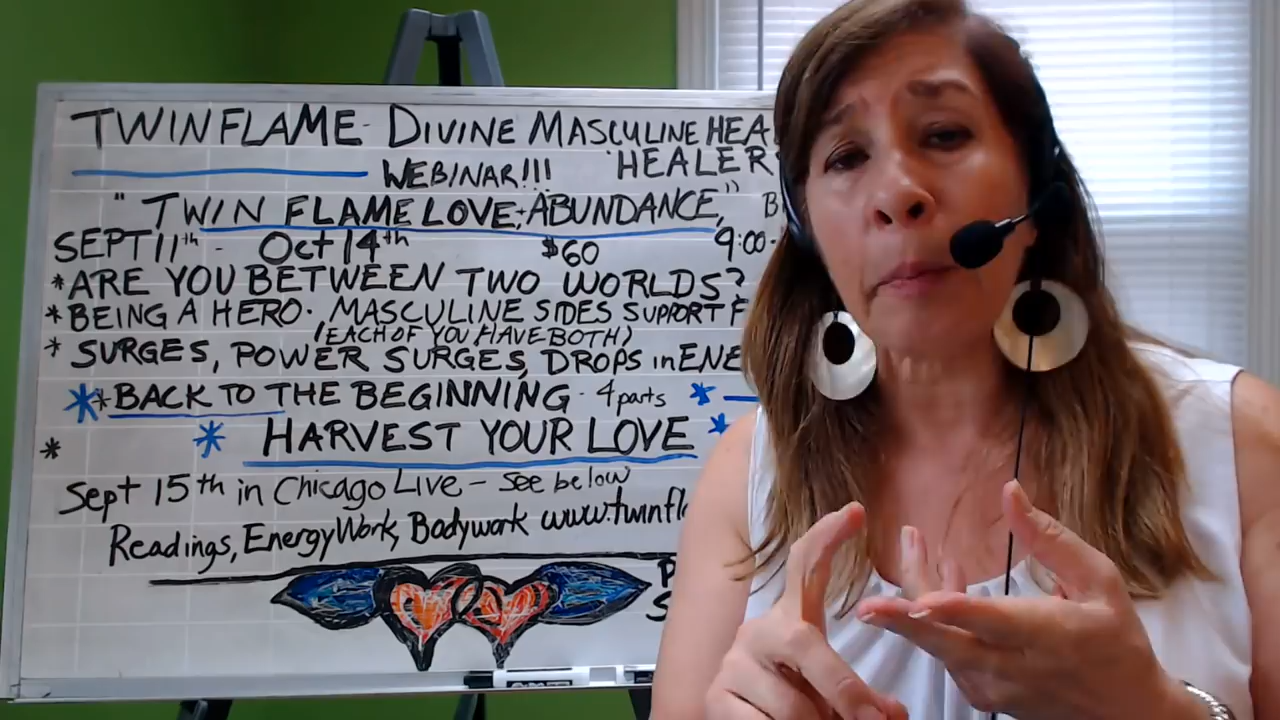 TWINFLAME - DIVINE MASCULINE HEA
WEBINAR!!! HEALER
"TWIN FLAME LOVE + ABUNDANCE," B
SEPT 11th - Oct 14th $60 9:00-
*ARE YOU BETWEEN TWO WORLDS?
*BEING A HERO. MASCULINE SIDES SUPPORT F
(EACH OF YOU HAVE BOTH)
* SURGES, POWER SURGES, DROPS in ENE
* *BACK TO THE BEGINNING - 4 parts *
* * HARVEST YOUR LOVE *
Sept 15th in Chicago Live - see below
Readings, EnergyWork, Bodywork www.twinfl
P
S